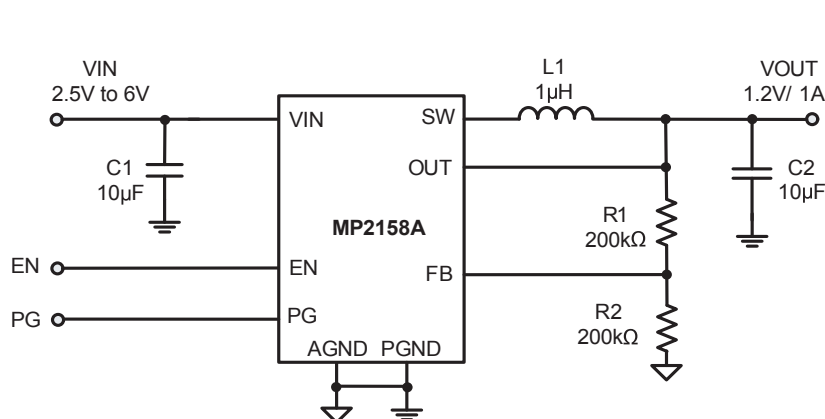 VIN
2.5V to 6V
C1
10µF
EN
PG
VIN
EN
PG
MP2158A
SW
OUT
FB
AGND PGND
L1
1µH
R1
200kΩ
R2
200kΩ
VOUT
1.2V/ 1A
C2
10µF